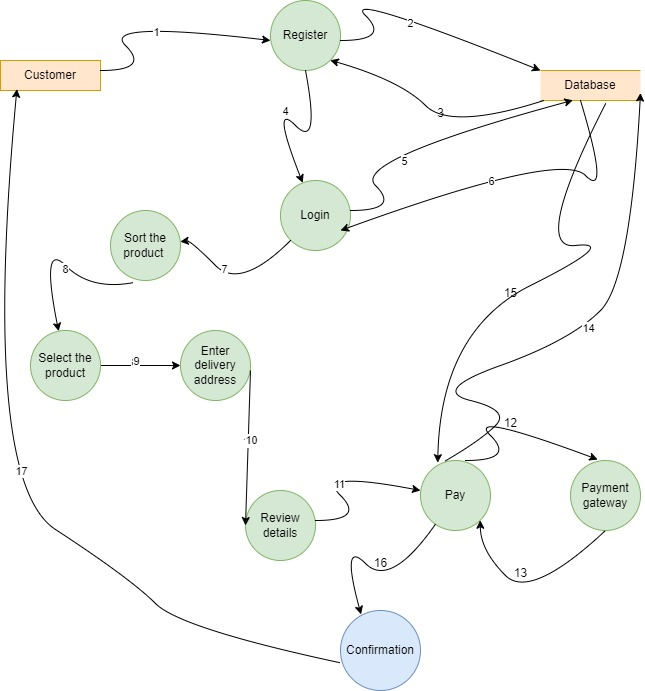 1
Register
2
Customer
Database
3
4
5
6
Login
Sort the
product
7
8
Select the
product
9
Enter
delivery
address
15
14
10
12
17
11
Review
details
Pay
Payment
gateway
16
13
Confirmation